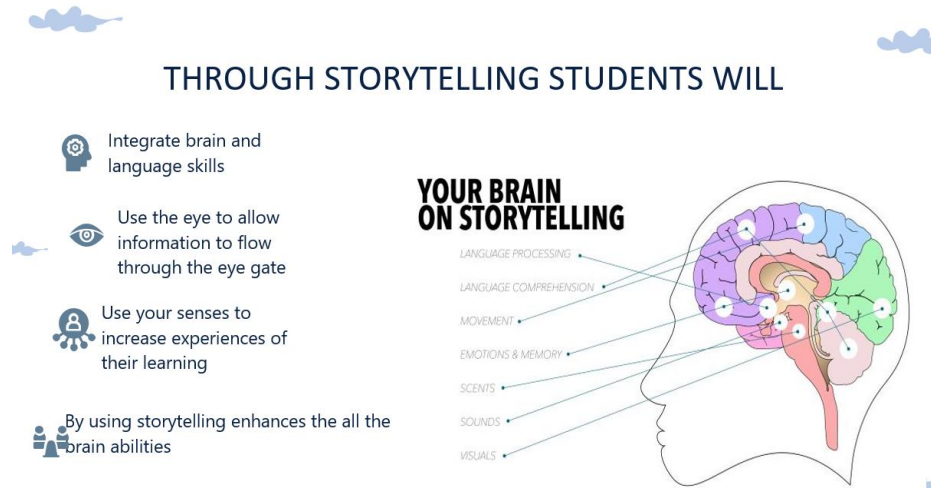 THROUGH STORYTELLING STUDENTS WILL
Integrate brain and
language skills
Use the eye to allow
information to flow
through the eye gate
Use your senses to
increase experiences of
their learning
By using storytelling enhances the all the
brain abilities
YOUR BRAIN
ON STORYTELLING
LANGUAGE PROCESSING
LANGUAGE COMPREHENSION
MOVEMENT
EMOTIONS & MEMORY
SCENTS
SOUNDS
VISUALS